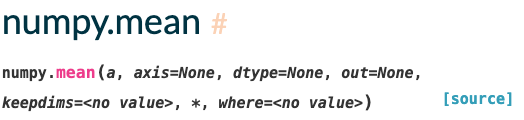 numpy.mean #
numpy.mean(a, axis=None, dtype=None, out=None,
keepdims=<no value>, *, where=<no value>) [source]